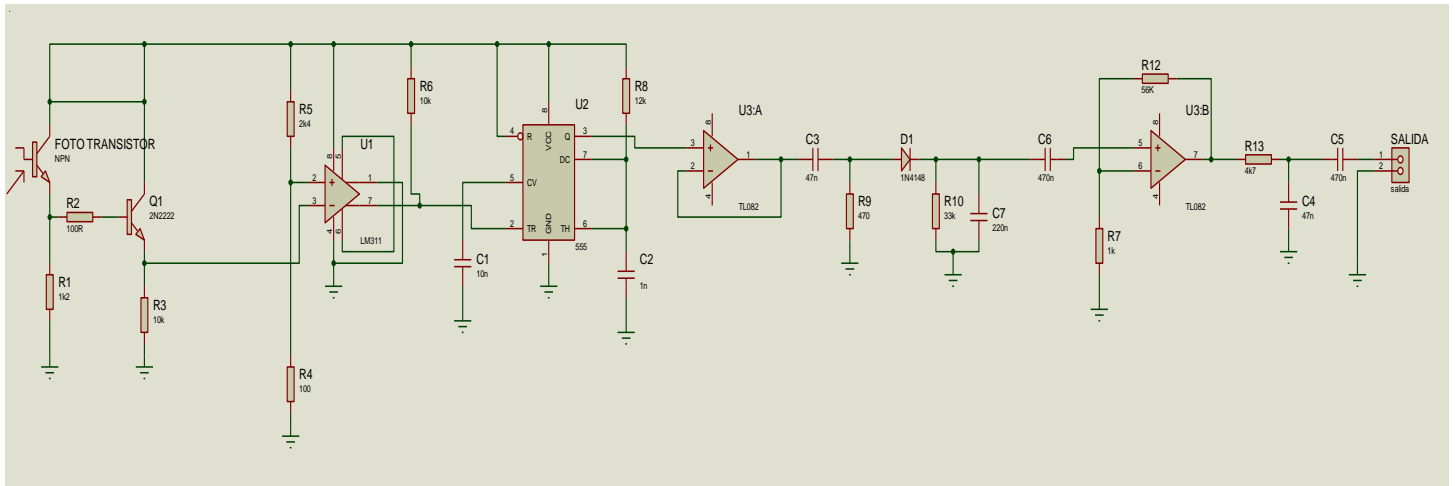 FOTO TRANSISTOR
NPN
R2
100R
Q1
2N2222
R1
1k2
R3
10k
R5
2k4
R4
100
U1
8
5
2
+
1
3
−
7
4
6
LM311
R6
10k
C1
10n
U2
8
4
R
VCC
Q
3
DC
7
5
CV
2
TR
GND
TH
6
1
555
R8
12k
C2
1n
U3:A
8
3
+
1
2
−
4
TL082
C3
47n
R9
470
D1
1N4148
R10
33k
C7
220n
C6
470n
R12
56K
U3:B
8
5
+
7
6
−
4
TL082
R7
1k
R13
4k7
C4
47n
C5
470n
SALIDA
1
2
salida